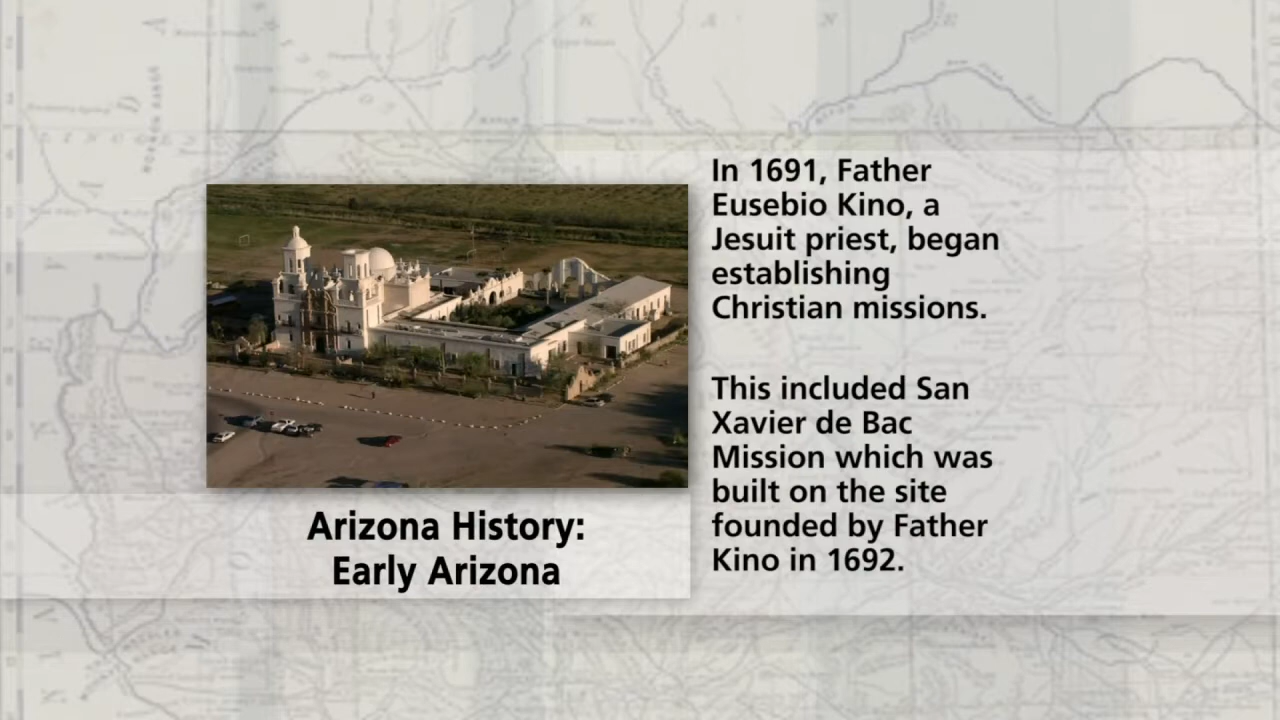 In 1691, Father
Eusebio Kino, a
Jesuit priest, began
establishing
Christian missions.
This included San
Xavier de Bac
Mission which was
built on the site
founded by Father
Kino in 1692.
Arizona History:
Early Arizona